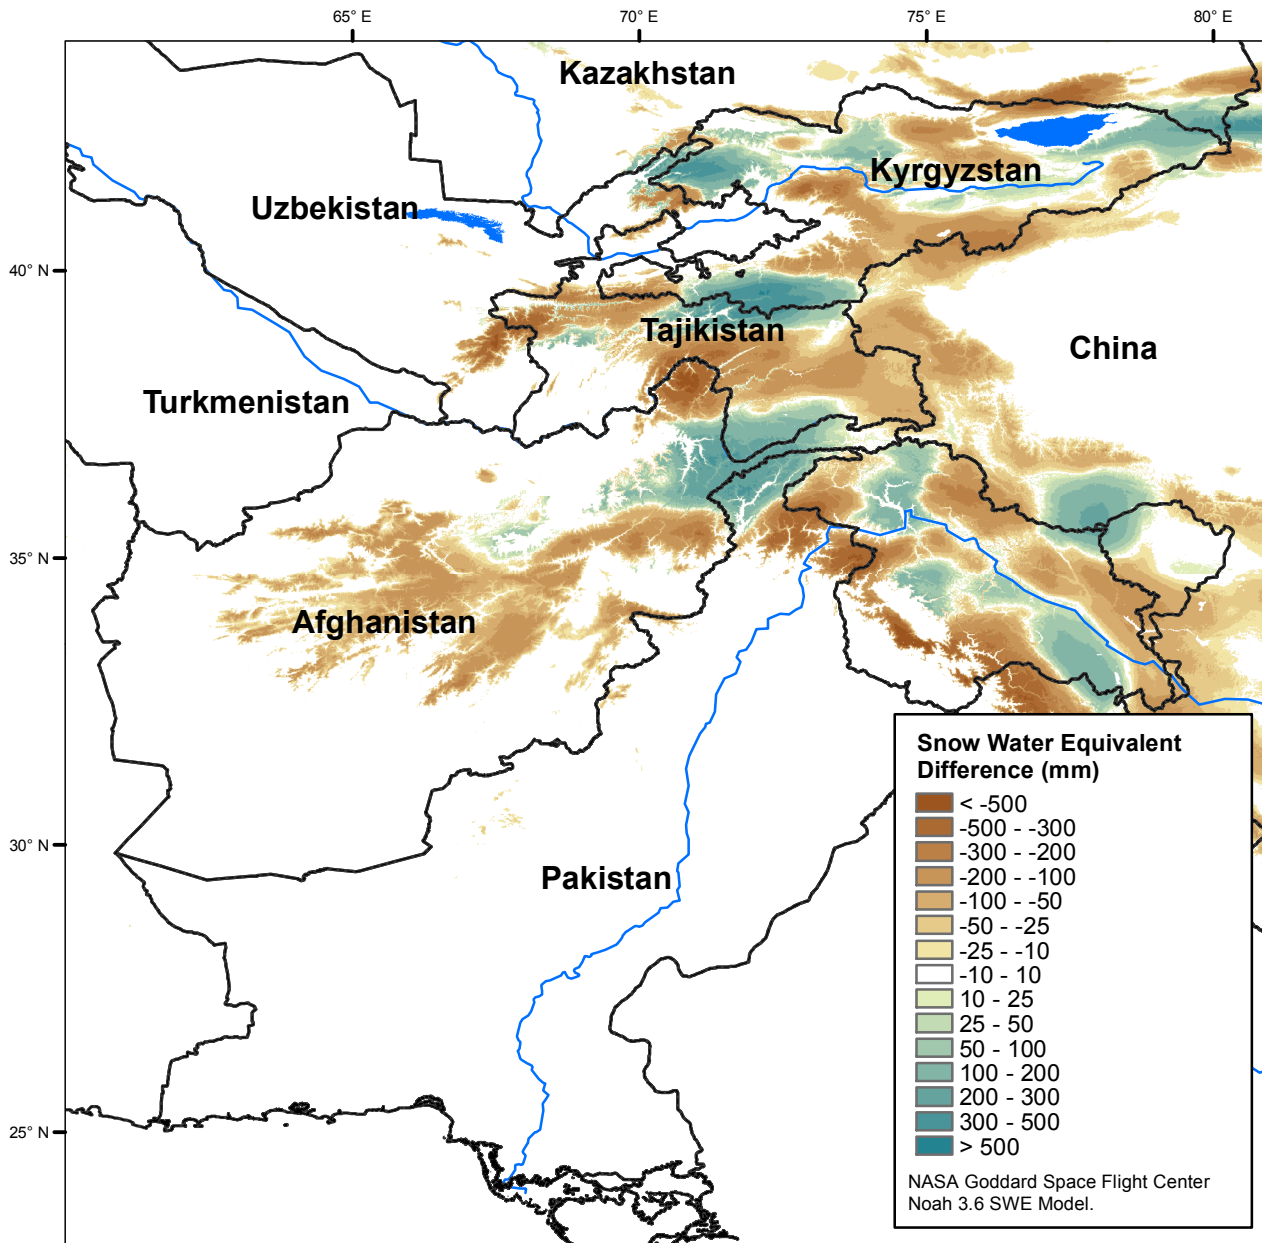 65° E 70° E 75° E 80° E
Kazakhstan
Kyrgyzstan
Uzbekistan
40° N
Tajikistan
China
Turkmenistan
35° N
Afghanistan
Snow Water Equivalent
Difference (mm)
< -500
-500 - -300
-300 - -200
-200 - -100
-100 - -50
-50 - -25
-25 - -10
-10 - 10
10 - 25
25 - 50
50 - 100
100 - 200
200 - 300
300 - 500
> 500
NASA Goddard Space Flight Center
Noah 3.6 SWE Model.
30° N
Pakistan
25° N